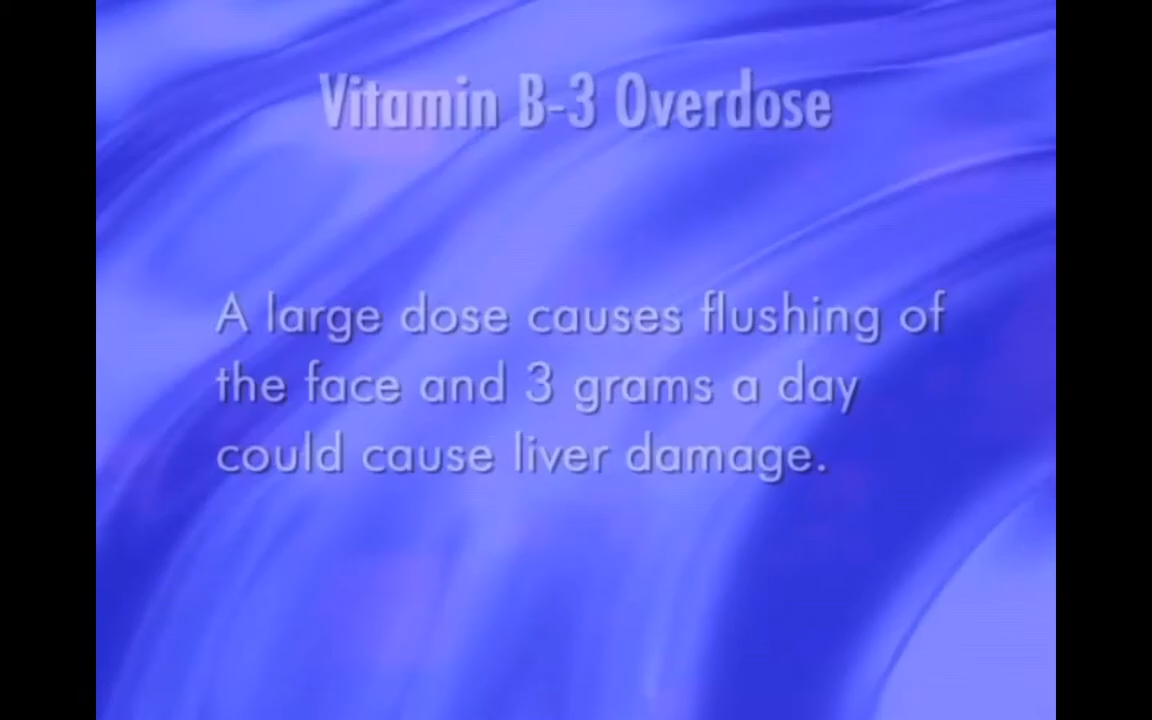 Vitamin B-3 Overdose
A large dose causes flushing of
the face and 3 grams a day
could cause liver damage.